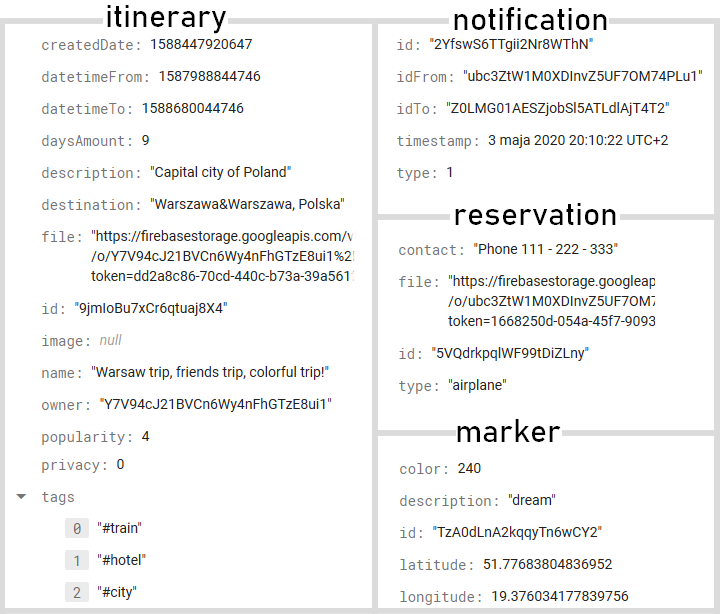 itinerary
createdDate: 1588447920647
datetimeFrom: 1587988844746
datetimeTo: 1588680044746
daysAmount: 9
description: "Capital city of Poland"
destination: "Warszawa&Warszawa, Polska"
file: "https://firebasestorage.googleapis.com/v
/o/Y7V94cJ21BVCn6Wy4nFhGTzE8ui1%2
token=dd2a8c86-70cd-440c-b73a-39a561
id: "9jmIoBu7xCr6qtuaj8X4"
image: null
name: "Warsaw trip, friends trip, colorful trip!"
owner: "Y7V94cJ21BVCn6Wy4nFhGTzE8ui1"
popularity: 4
privacy: 0
tags
0 "#train"
1 "#hotel"
2 "#city"
notification
id: "2YfswS6TTgii2Nr8WThN"
idFrom: "ubc3ZtW1M0XDInvZ5UF7OM74PLu1"
idTo: "Z0LMG01AESZjobSl5ATLdlAjT4T2"
timestamp: 3 maja 2020 20:10:22 UTC+2
type: 1
reservation
contact: "Phone 111 - 222 - 333"
file: "https://firebasestorage.googleap
/o/ubc3ZtW1M0XDInvZ5UF7OM7
token=1668250d-054a-45f7-9093
id: "5VQdrkpqlWF99tDiZLny"
type: "airplane"
marker
color: 240
description: "dream"
id: "TzA0dLnA2kqqyTn6wCY2"
latitude: 51.77683804836952
longitude: 19.376034177839756